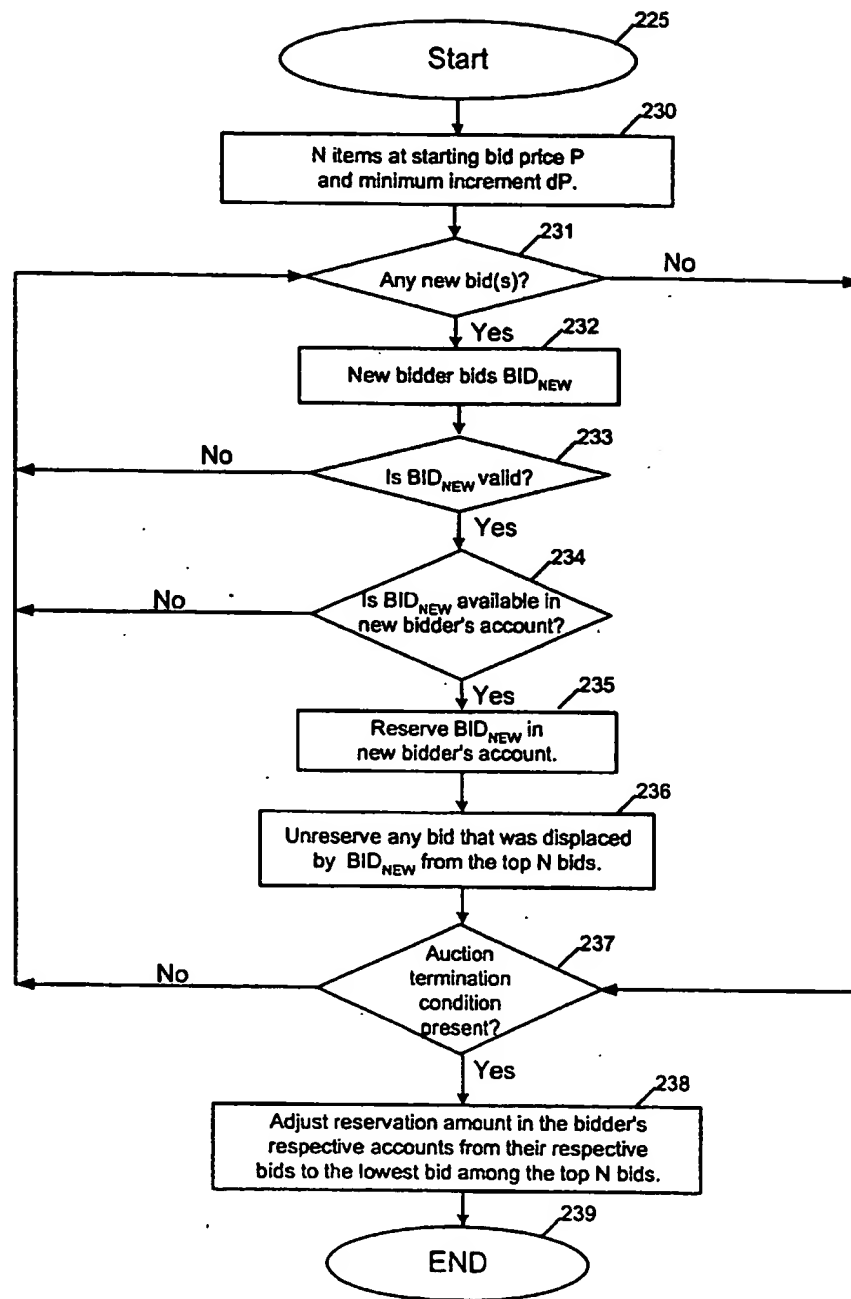 225
Start
230
N items at starting bid price P
and minimum increment dP.
231
Any new bid(s)?
No
Yes
232
New bidder bids BIDNEW
233
No
Is BIDNEW valid?
Yes
234
No
Is BIDNEW available in
new bidder's account?
Yes
235
Reserve BIDNEW in
new bidder's account.
236
Unreserve any bid that was displaced
by BIDNEW from the top N bids.
237
No
Auction
termination
condition
present?
Yes
238
Adjust reservation amount in the bidder's
respective accounts from their respective
bids to the lowest bid among the top N bids.
239
END